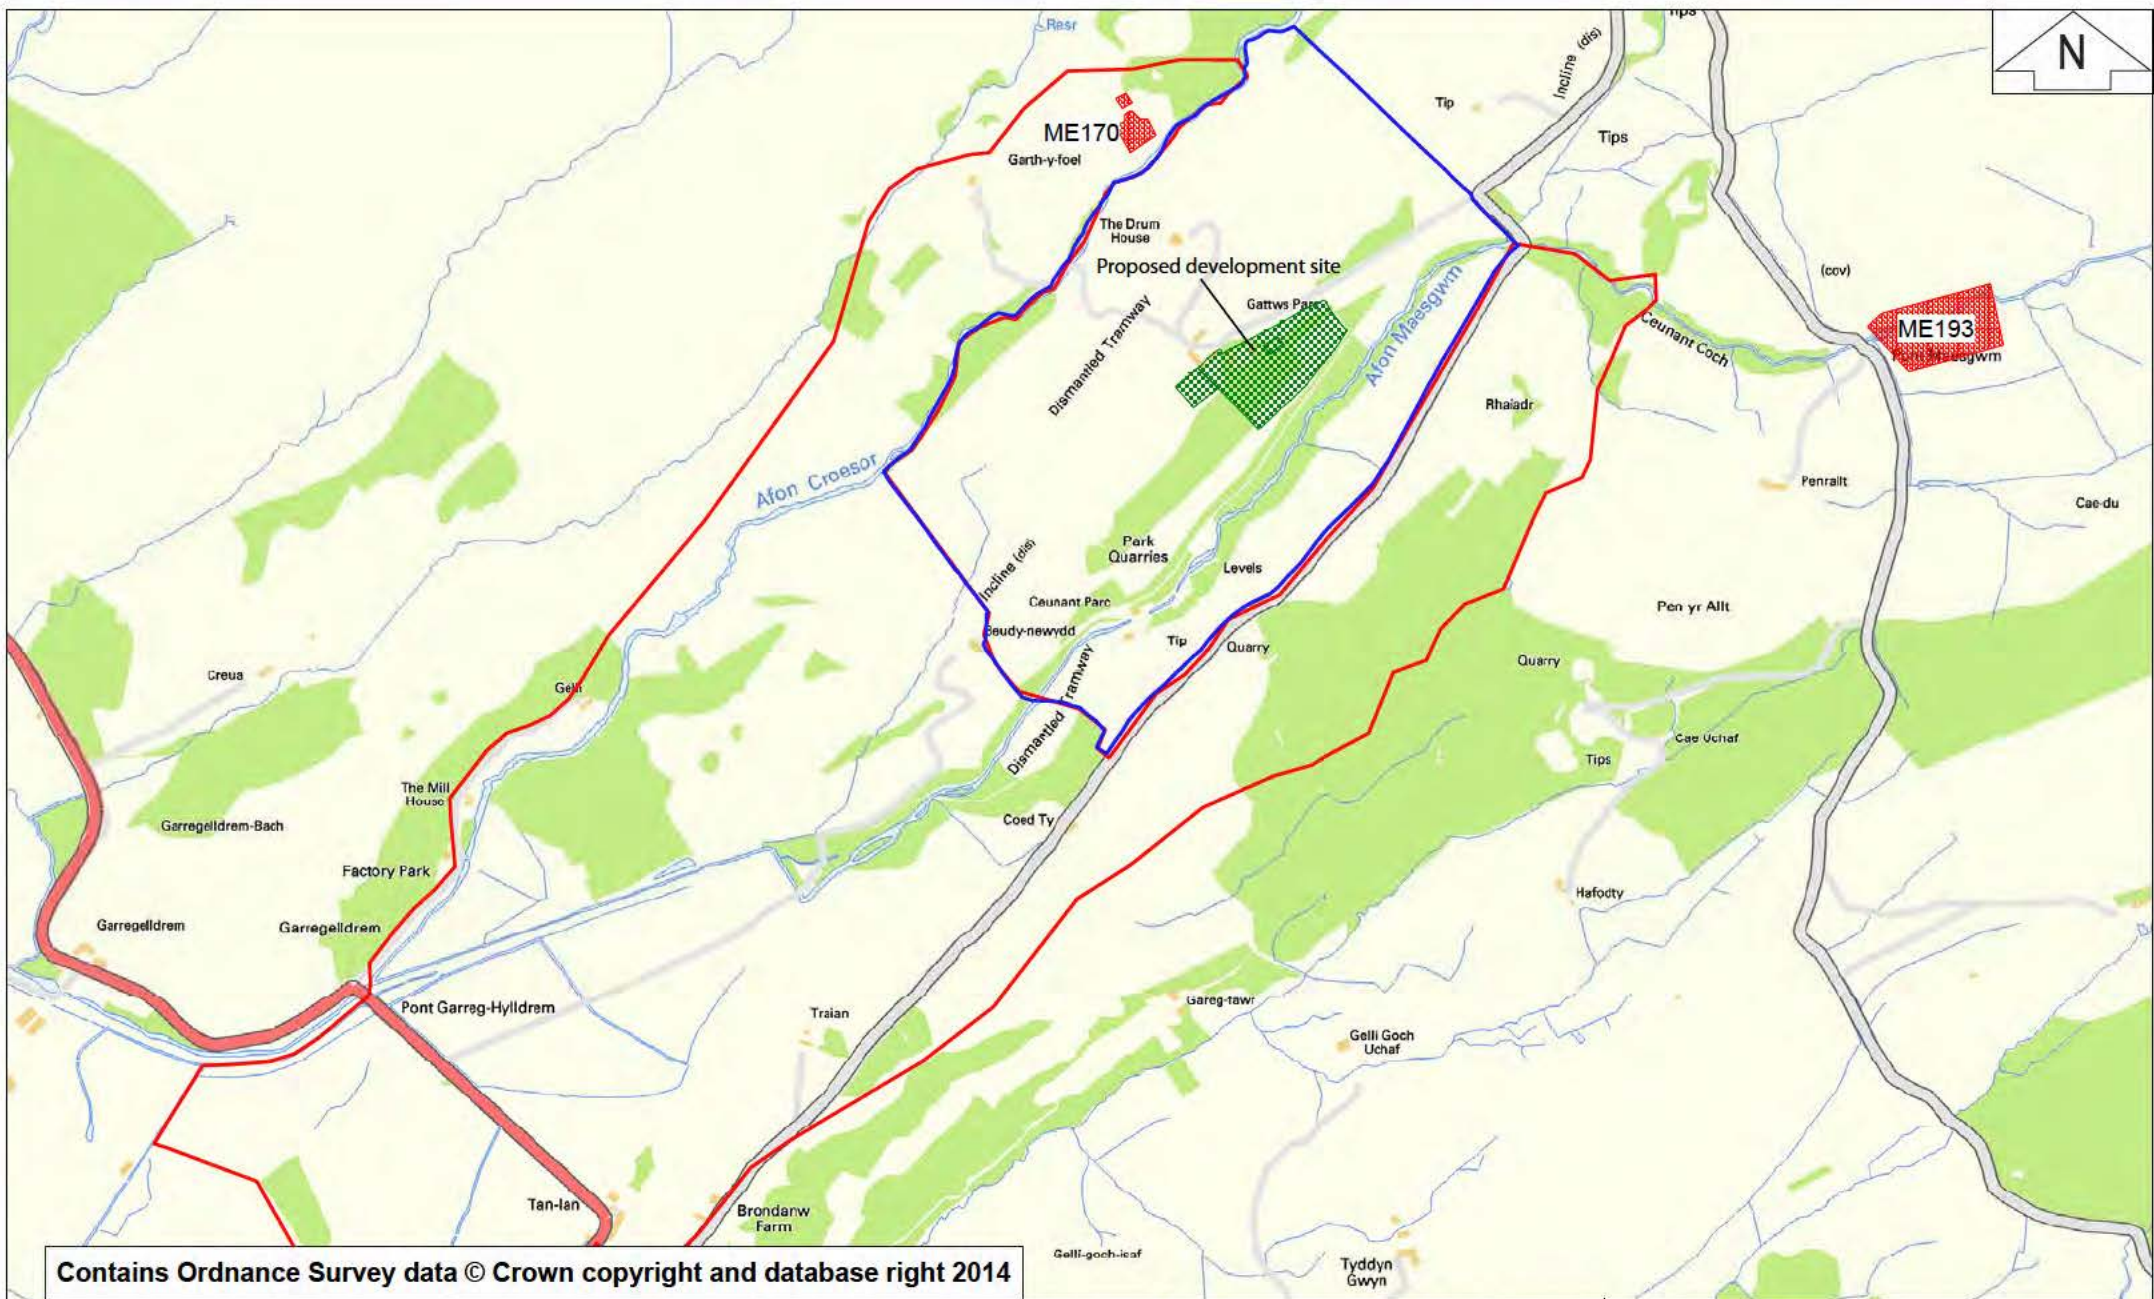 Resr
Tips
N
Incline (dis)
Tip
Tips
ME170
Garth-y-foel
The Drum
House
Proposed development site
(cov)
Gattws Parc
Dismantled Tramway
Afon Maesgwm
Ceunant Coch
ME193
Pont Maesgwm
Rhaiadr
Afon Croesor
Penrallt
Cae-du
Park
Quarries
Incline (dis)
Levels
Ceunant Parc
Beudy-newydd
Pen yr Allt
Tip
Quarry
Quarry
Creua
Gelli
Dismantled Tramway
Cae Uchaf
Tips
The Mill
House
Garregelldrem-Bach
Coed Ty
Factory Park
Hafodty
Garregelldrem
Garregelldrem
Pont Garreg-Hylldrem
Traian
Gareg-fawr
Gelli Goch
Uchaf
Tan-lan
Brondanw
Farm
Gelli-goch-isaf
Tyddyn
Gwyn
Contains Ordnance Survey data © Crown copyright and database right 2014